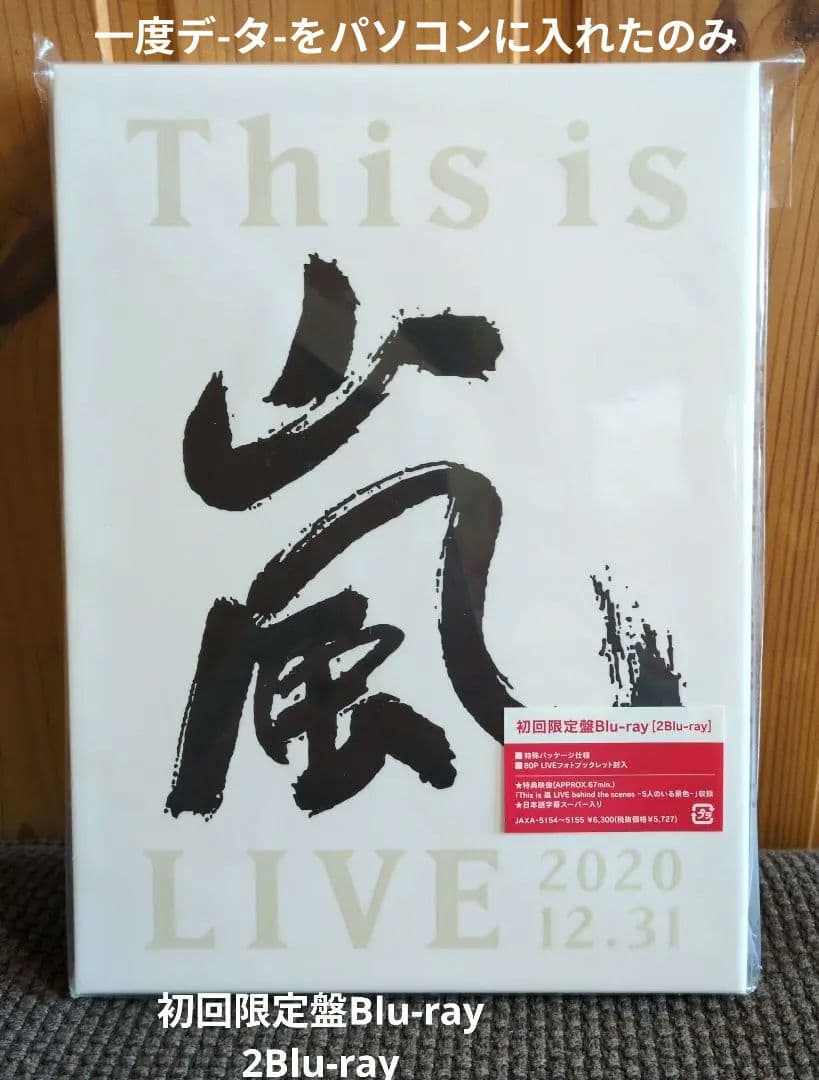 一度デ-タ-をパソコンに入れたのみ
This is
嵐
LIVE 2020
12.31
初回限定盤Blu-ray [2Blu-ray]
■特殊パッケージ仕様
■80P LIVEフォトブックレット封入
★特典映像(APPROX.67min.)
「This is 嵐 LIVE behind the scenes -5人のいる景色-」収録
★日本語字幕スーパー入り
JAXA-5154~5155 ¥6,300(税抜価格¥5,727)
プラ
初回限定盤Blu-ray
2Blu-ray